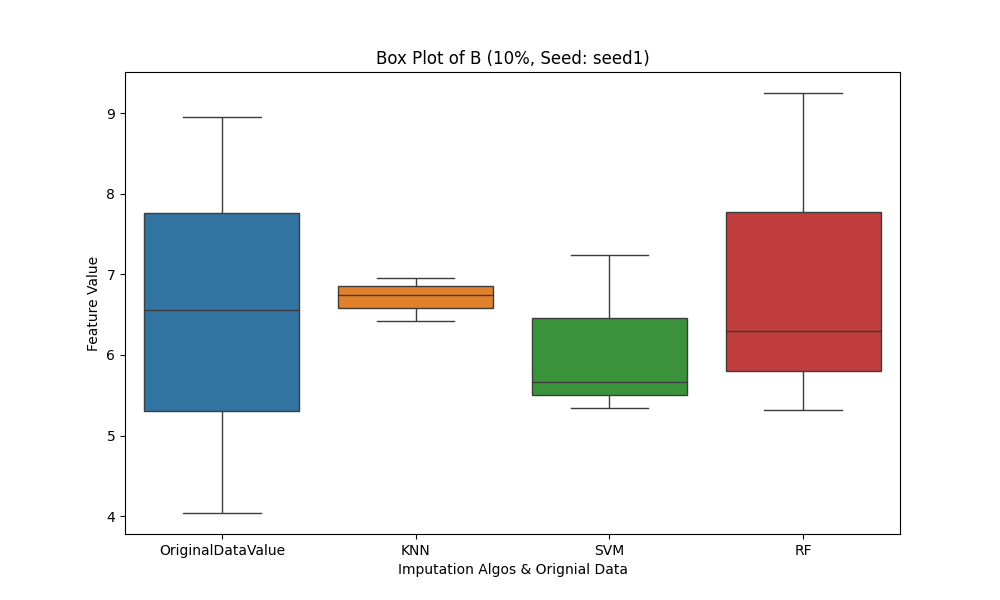 Box Plot of B (10%, Seed: seed1)
Feature Value
9
8
7
6
5
4
OriginalDataValue KNN SVM RF
Imputation Algos & Orignial Data